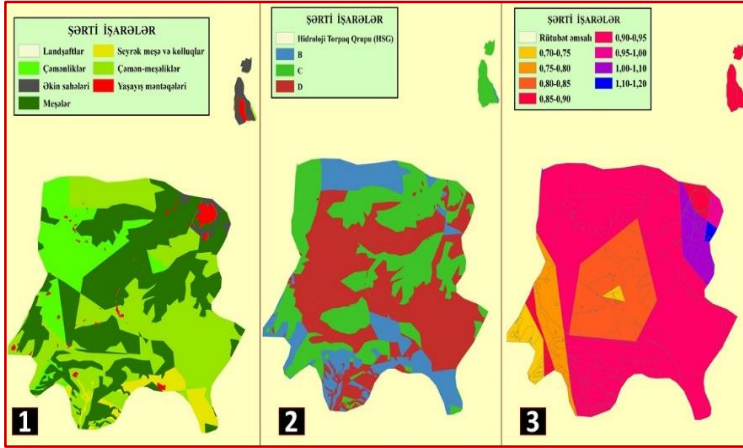 ŞƏRTİ İŞARƏLƏR
Landşaftlar
Çəmənliklər
Əkin sahələri
Meşələr
Seyrək meşə və kolluqlar
Çəmən-meşəliklər
Yaşayış məntəqələri
1
ŞƏRTİ İŞARƏLƏR
Hidroloji Torpaq Qrupu (HSG)
B
C
D
2
ŞƏRTİ İŞARƏLƏR
Rütubət əmsalı
0,70-0,75
0,75-0,80
0,80-0,85
0,85-0,90
0,90-0,95
0,95-1,00
1,00-1,10
1,10-1,20
3